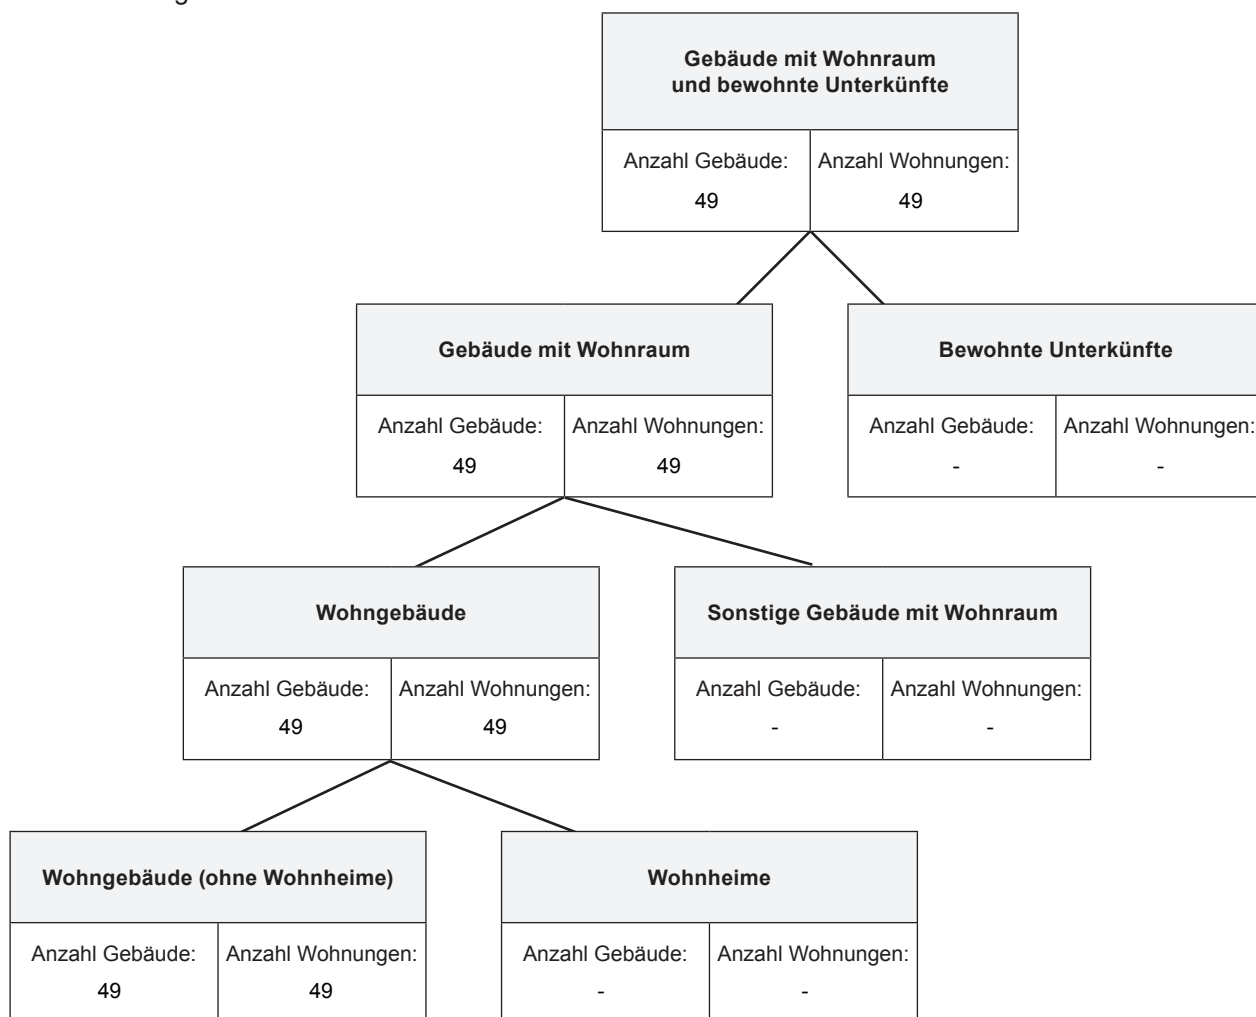 Gebäude mit Wohnraum
und bewohnte Unterkünfte
Anzahl Gebäude: Anzahl Wohnungen:
49 49
Gebäude mit Wohnraum
Anzahl Gebäude: Anzahl Wohnungen:
49 49
Bewohnte Unterkünfte
Anzahl Gebäude: Anzahl Wohnungen:
- -
Wohngebäude
Anzahl Gebäude: Anzahl Wohnungen:
49 49
Sonstige Gebäude mit Wohnraum
Anzahl Gebäude: Anzahl Wohnungen:
- -
Wohngebäude (ohne Wohnheime)
Anzahl Gebäude: Anzahl Wohnungen:
49 49
Wohnheime
Anzahl Gebäude: Anzahl Wohnungen:
- -